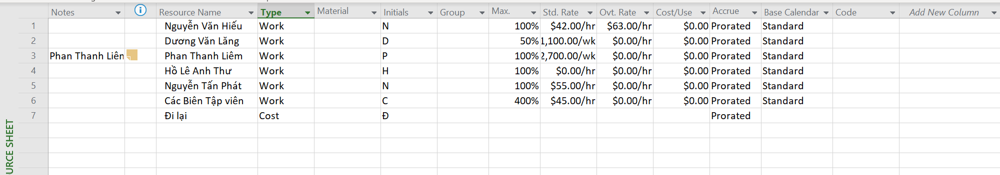 Notes Resource Name Type Material Initials Group Max. Std. Rate Ovt. Rate Cost/Use Accrue Base Calendar Code Add New Column
1 Nguyễn Văn Hiếu Work N 100% $42.00/hr $63.00/hr $0.00 Prorated Standard
2 Dương Văn Lăng Work D 50% 1,100.00/wk $0.00/hr $0.00 Prorated Standard
3 Phan Thanh Liên Phan Thanh Liêm Work P 100% 2,700.00/wk $0.00/hr $0.00 Prorated Standard
4 Hồ Lê Anh Thư Work H 100% $0.00/hr $0.00/hr $0.00 Prorated Standard
5 Nguyễn Tấn Phát Work N 100% $55.00/hr $0.00/hr $0.00 Prorated Standard
6 Các Biên Tập viên Work C 400% $45.00/hr $0.00/hr $0.00 Prorated Standard
7 Đi lại Cost Đ Prorated
OURCE SHEET